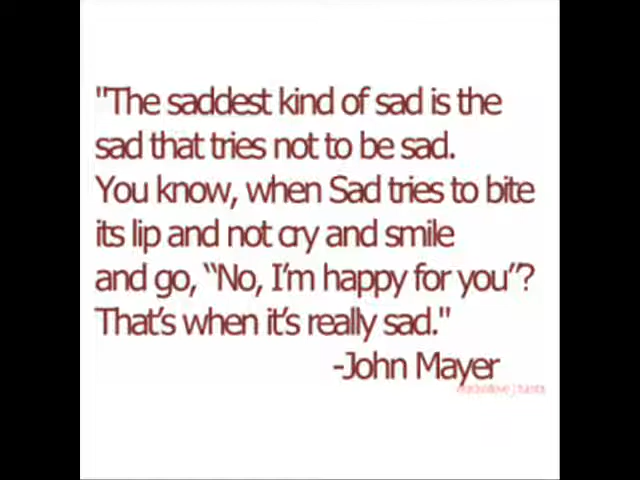 "The saddest kind of sad is the
sad that tries not to be sad.
You know, when Sad tries to bite
its lip and not cry and smile
and go, “No, I’m happy for you”?
That’s when it’s really sad."
-John Mayer